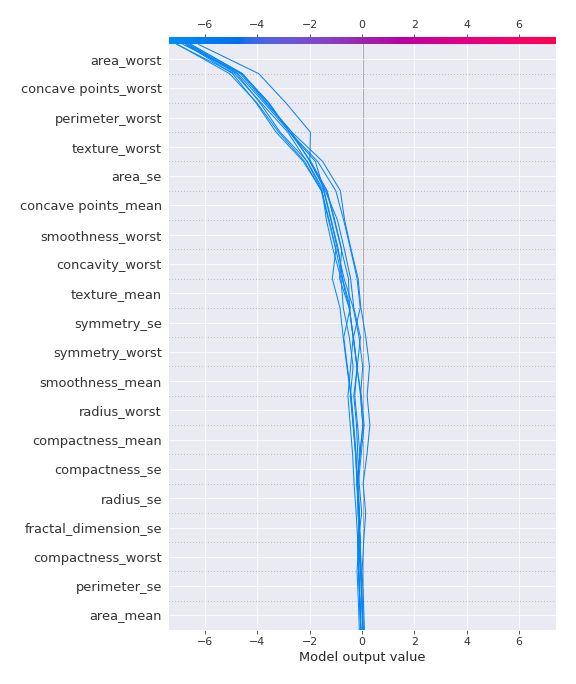 −6 −4 −2 0 2 4 6
area_worst
concave points_worst
perimeter_worst
texture_worst
area_se
concave points_mean
smoothness_worst
concavity_worst
texture_mean
symmetry_se
symmetry_worst
smoothness_mean
radius_worst
compactness_mean
compactness_se
radius_se
fractal_dimension_se
compactness_worst
perimeter_se
area_mean
−6 −4 −2 0 2 4 6
Model output value